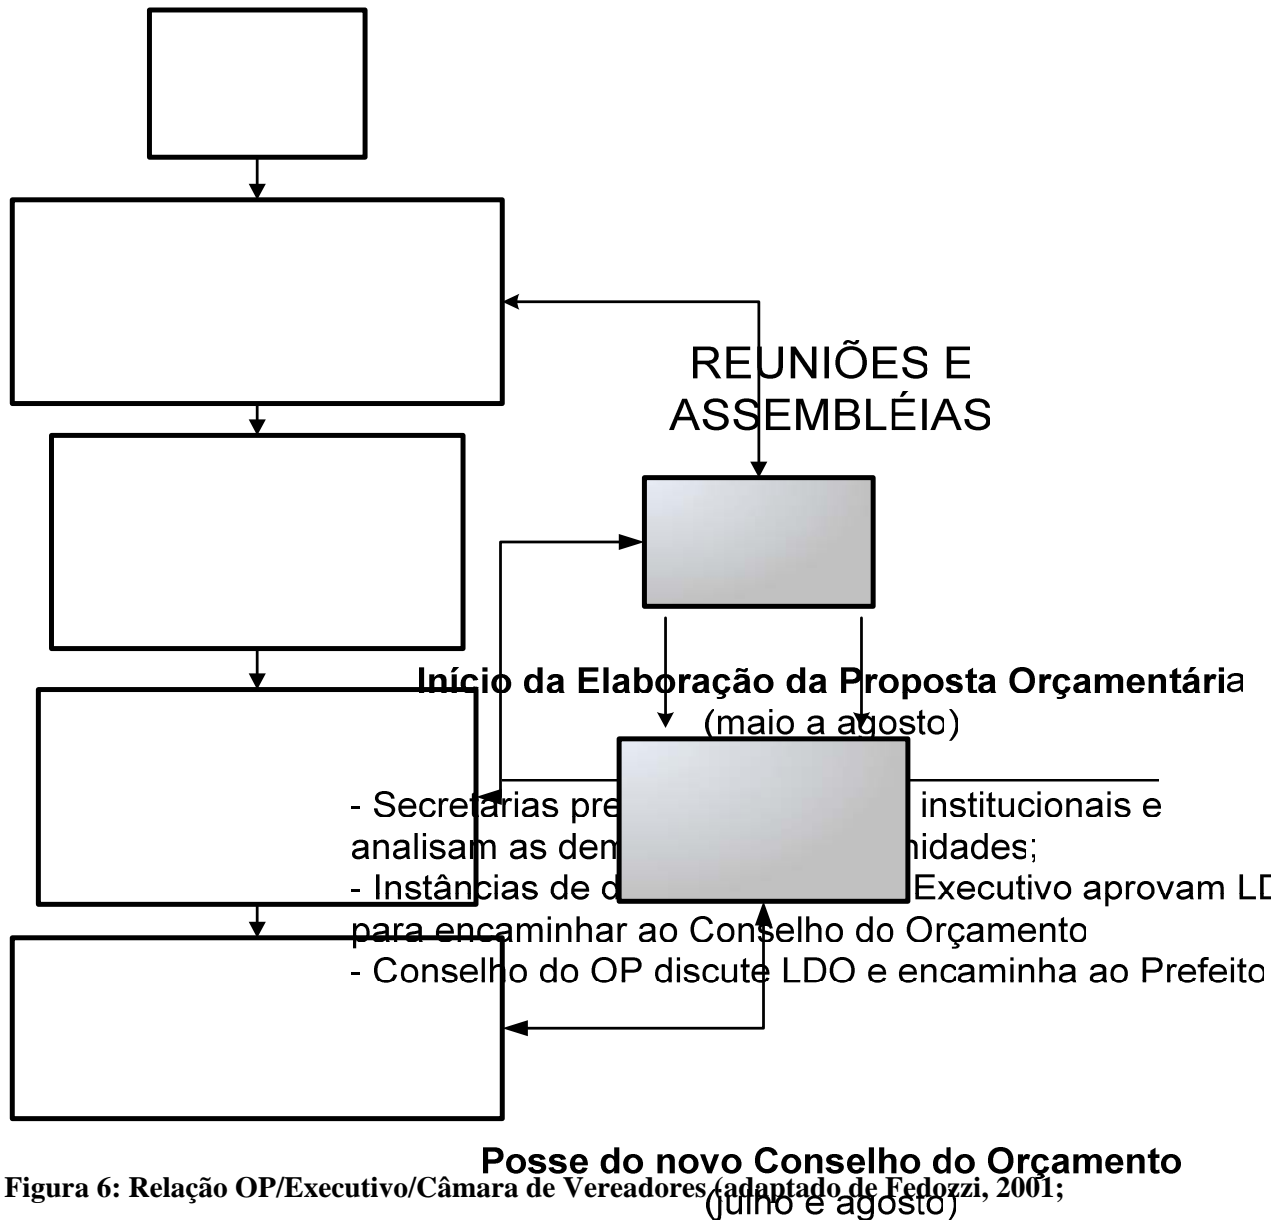 REUNIÕES E
ASSEMBLÉIAS
Início da Elaboração da Proposta Orçamentária
(maio a agosto)
- Secretarias pre institucionais e
analisam as dem nidades;
- Instâncias de d Executivo aprovam LD
para encaminhar ao Conselho do Orçamento
- Conselho do OP discute LDO e encaminha ao Prefeito
Posse do novo Conselho do Orçamento
Figura 6: Relação OP/Executivo/Câmara de Vereadores (adaptado de Fedozzi, 2001;
(julho e agosto)